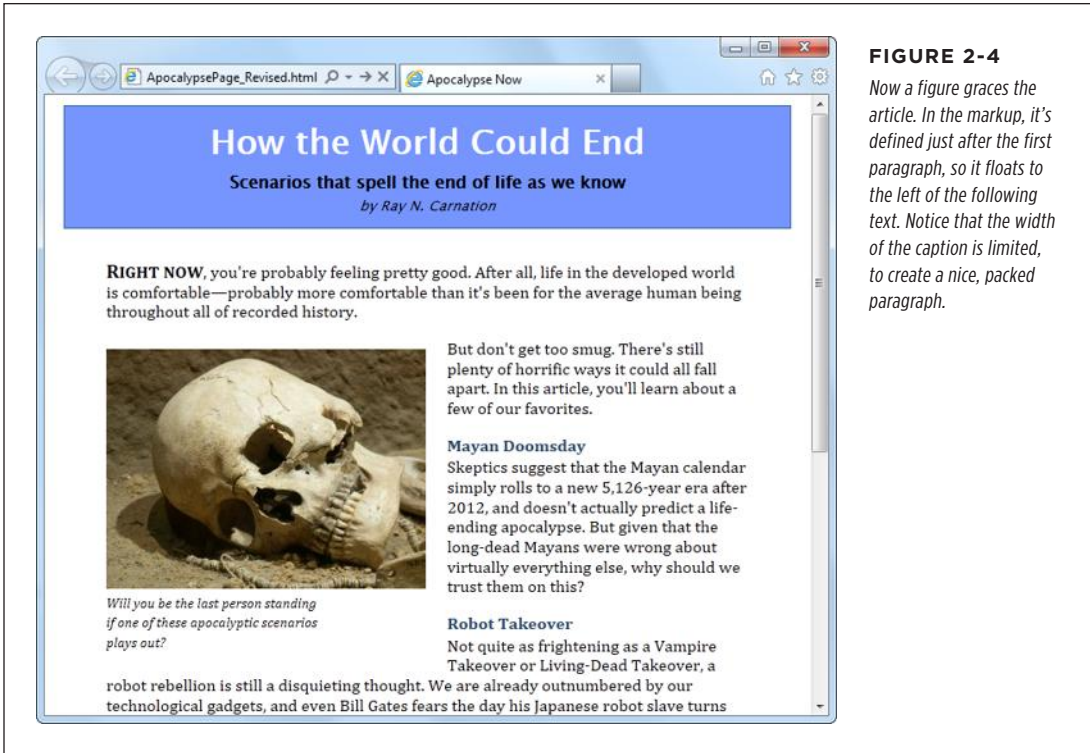 ApocalypsePage_Revised.html
Apocalypse Now
How the World Could End
Scenarios that spell the end of life as we know
by Ray N. Carnation
RIGHT NOW, you're probably feeling pretty good. After all, life in the developed world
is comfortable—probably more comfortable than it's been for the average human being
throughout all of recorded history.
But don't get too smug. There's still
plenty of horrific ways it could all fall
apart. In this article, you'll learn about a
few of our favorites.
Mayan Doomsday
Skeptics suggest that the Mayan calendar
simply rolls to a new 5,126-year era after
2012, and doesn't actually predict a life-
ending apocalypse. But given that the
long-dead Mayans were wrong about
virtually everything else, why should we
trust them on this?
Will you be the last person standing
if one of these apocalyptic scenarios
plays out?
Robot Takeover
Not quite as frightening as a Vampire
Takeover or Living-Dead Takeover, a
robot rebellion is still a disquieting thought. We are already outnumbered by our
technological gadgets, and even Bill Gates fears the day his Japanese robot slave turns
FIGURE 2-4
Now a figure graces the
article. In the markup, it's
defined just after the first
paragraph, so it floats to
the left of the following
text. Notice that the width
of the caption is limited,
to create a nice, packed
paragraph.